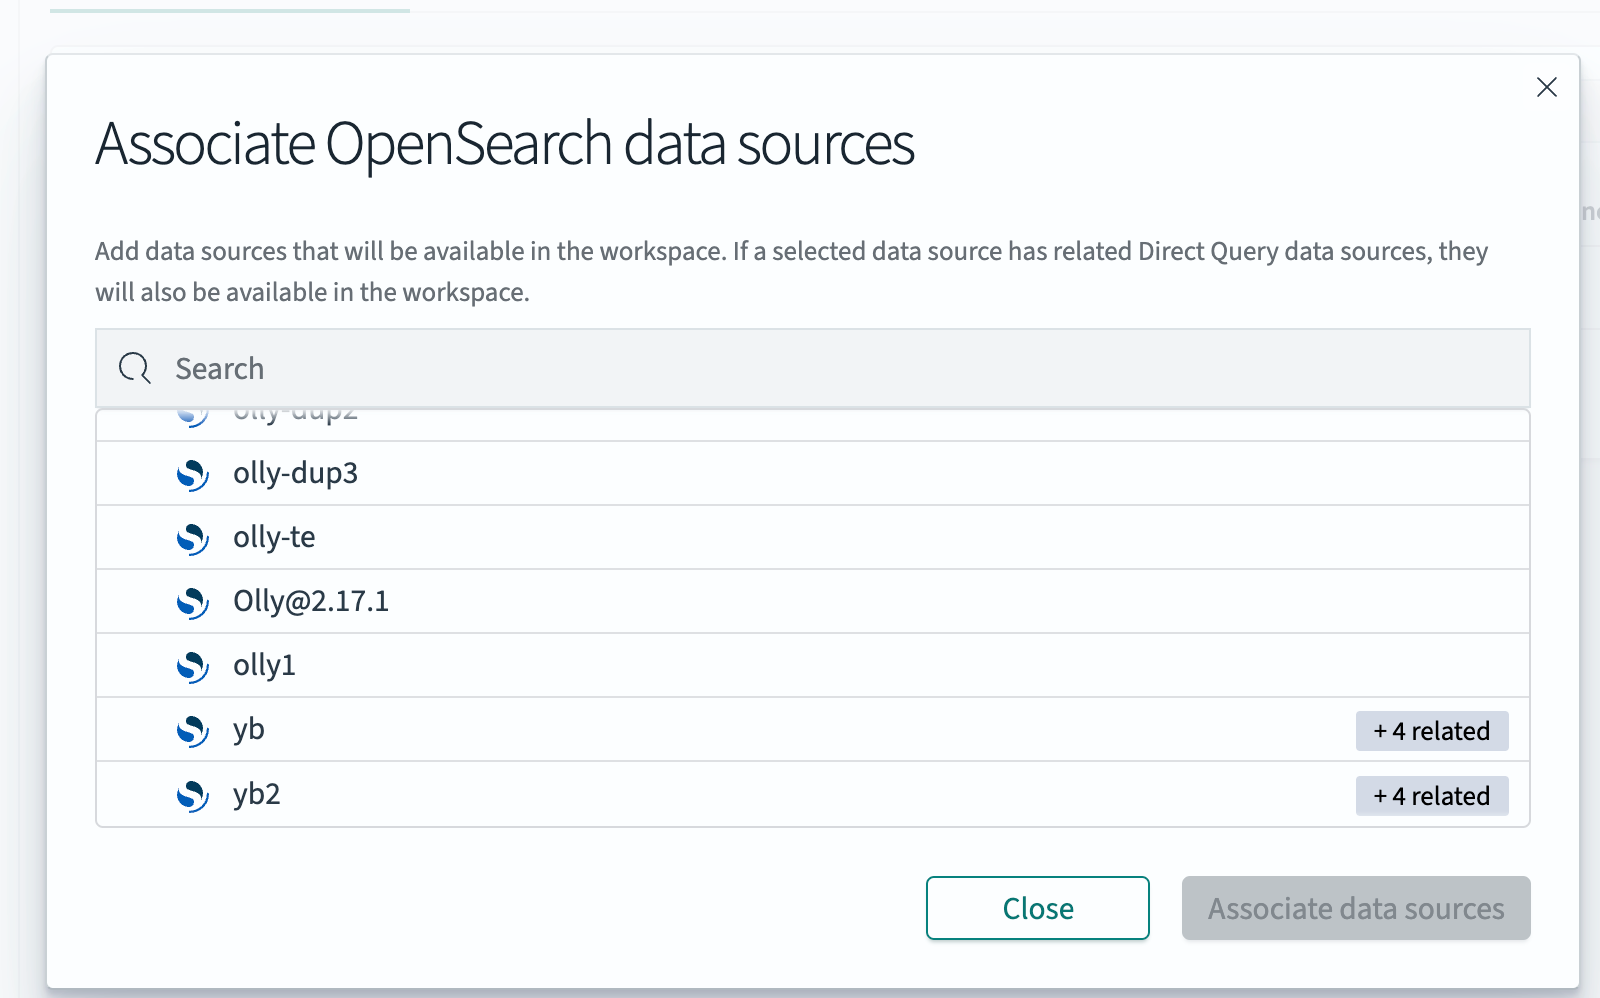 Associate OpenSearch data sources
Add data sources that will be available in the workspace. If a selected data source has related Direct Query data sources, they
will also be available in the workspace.
Search
olly-dup2
olly-dup3
olly-te
Olly@2.17.1
olly1
yb
+ 4 related
yb2
+ 4 related
Close
Associate data sources